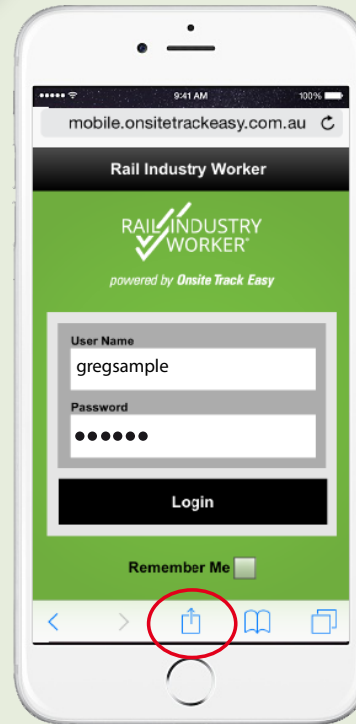 9:41 AM 100%
mobile.onsitetrackeasy.com.au
Rail Industry Worker
RAIL INDUSTRY
WORKER
powered by Onsite Track Easy
User Name
gregsample
Password
●●●●●●
Login
Remember Me